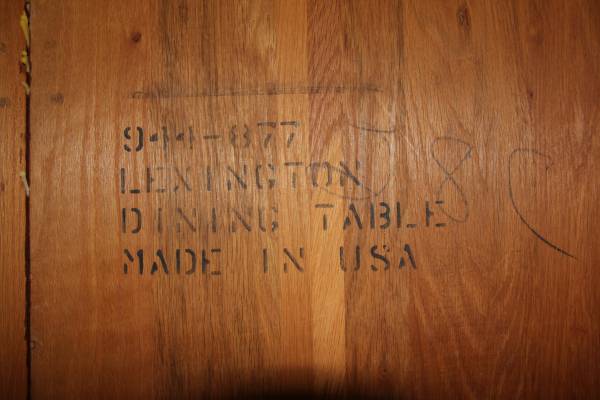 944-877
LEXINGTON
DINING TABLE
MADE IN USA